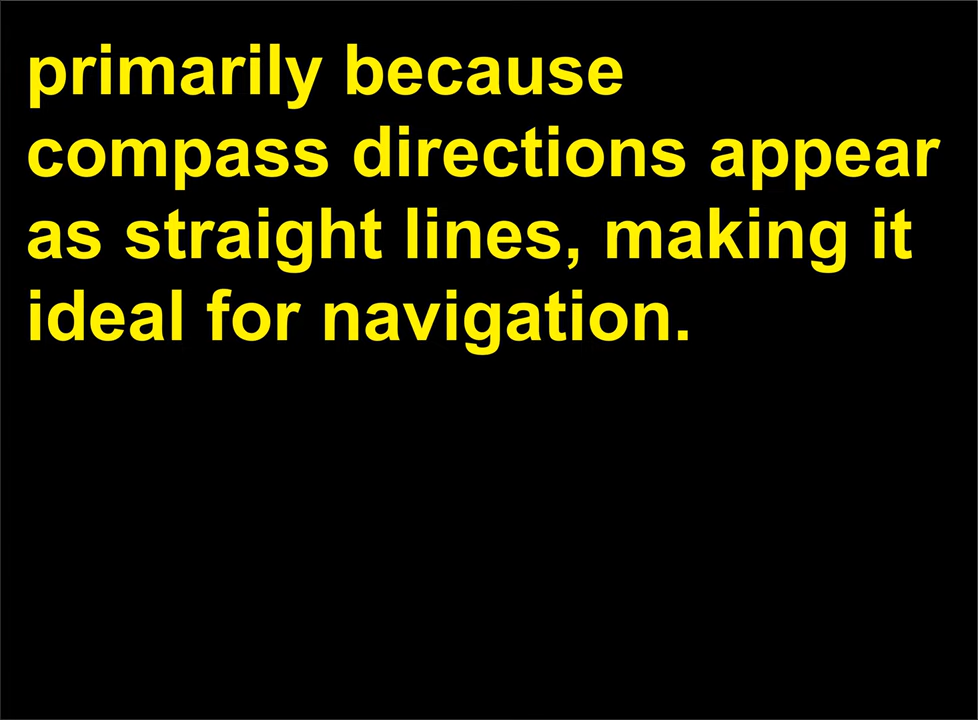 primarily because
compass directions appear
as straight lines, making it
ideal for navigation.